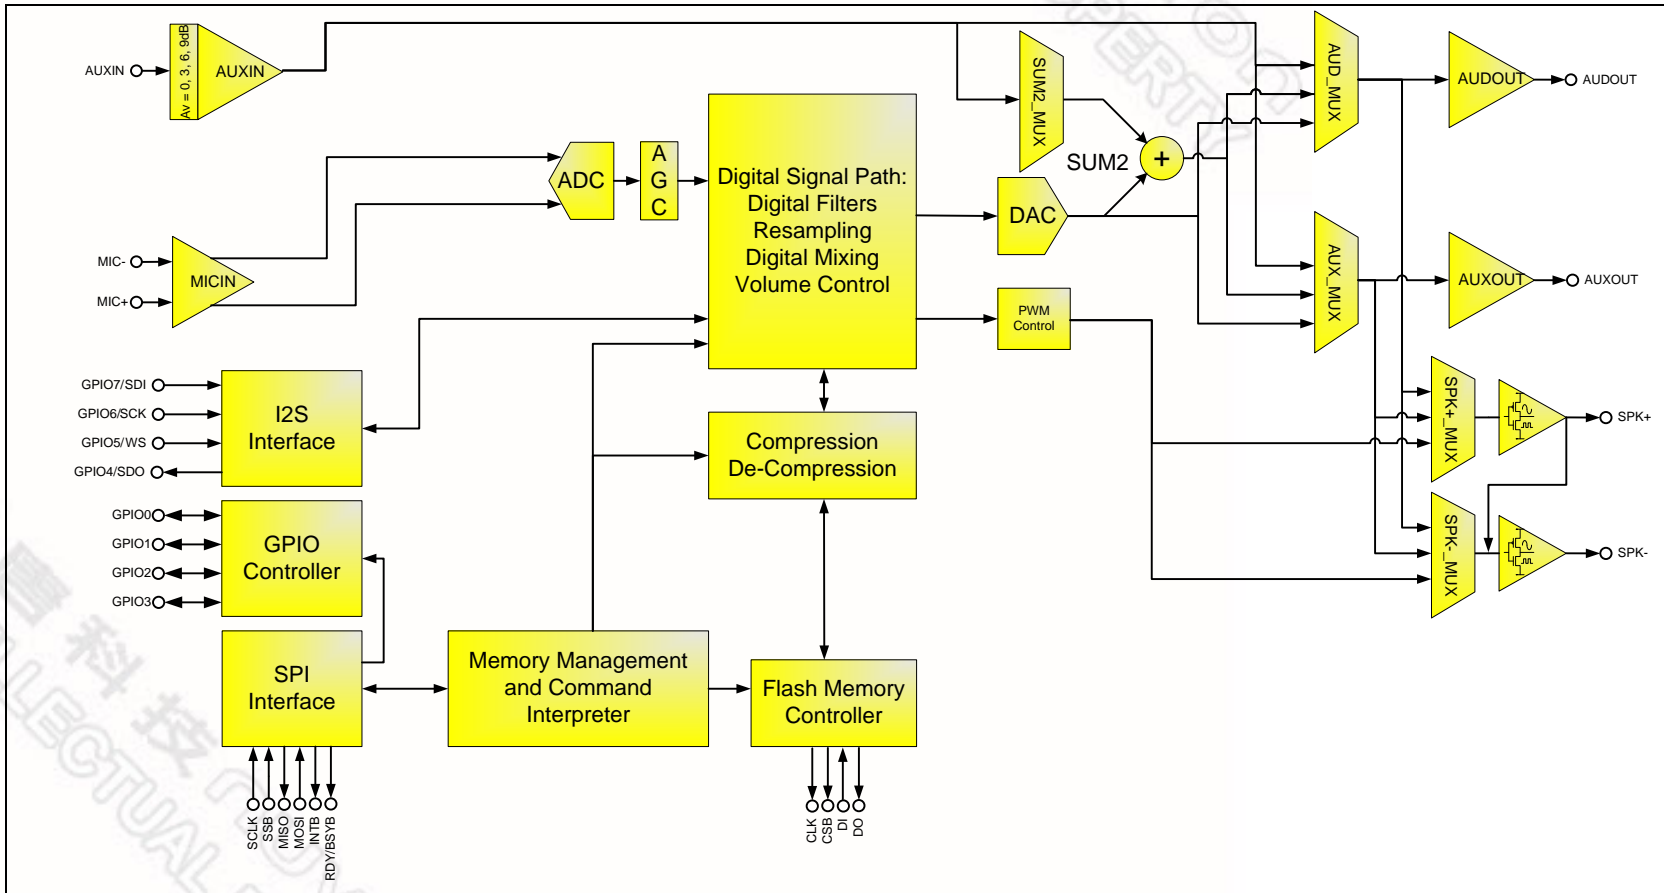 AUXIN
Av = 0, 3, 6, 9dB
AUXIN
MIC-
MIC+
MICIN
ADC
A
G
C
Digital Signal Path:
Digital Filters
Resampling
Digital Mixing
Volume Control
SUM2_MUX
SUM2
+
DAC
PWM
Control
AUD_MUX
AUX_MUX
AUDOUT
AUDOUT
AUXOUT
AUXOUT
SPK+_MUX
SPK+
SPK-_MUX
SPK-
GPIO7/SDI
GPIO6/SCK
GPIO5/WS
GPIO4/SDO
I2S
Interface
Compression
De-Compression
GPIO0
GPIO1
GPIO2
GPIO3
GPIO
Controller
SPI
Interface
Memory Management
and Command
Interpreter
Flash Memory
Controller
SCLK
SSB
MISO
MOSI
INTB
RDY/BSYB
CLK
CSB
DI
DO